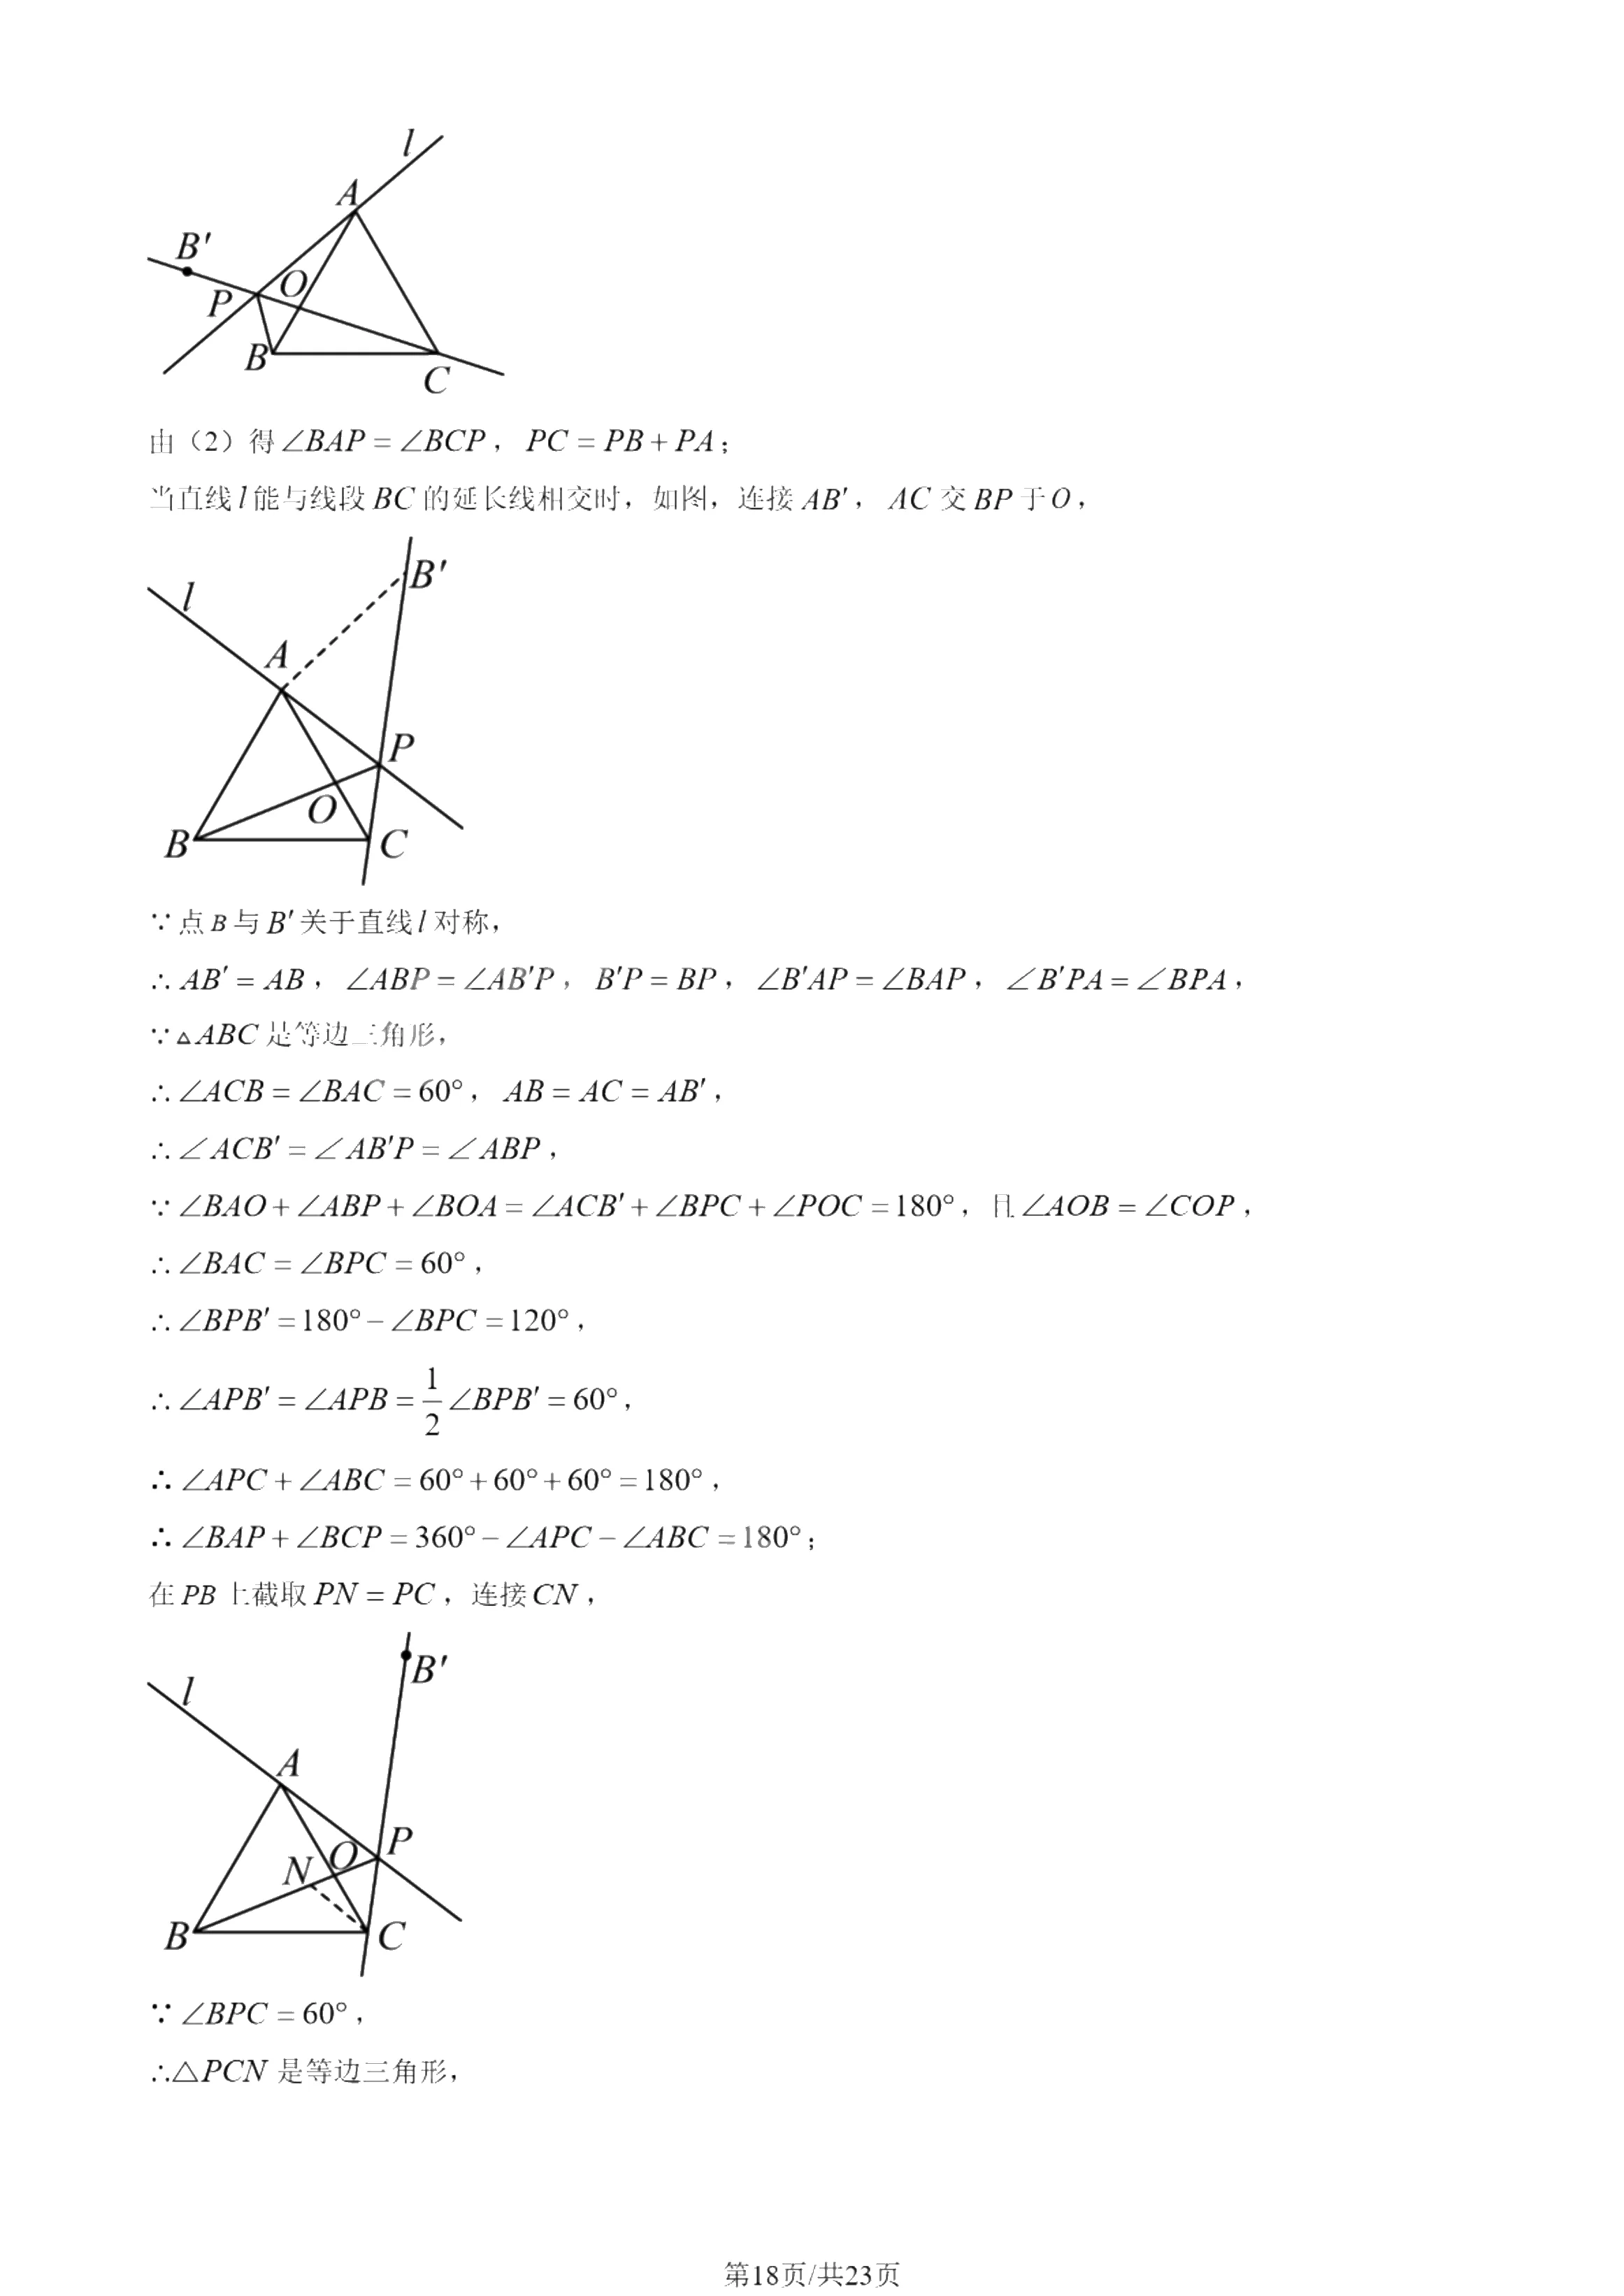 l
A
B′
O
P
B
C
由（2）得∠BAP=∠BCP，PC=PB+PA；
当直线l能与线段BC的延长线相交时，如图，连接AB′，AC交BP于O，
B′
l
A
P
O
B
C
∵点B与B′关于直线l对称，
∴AB′=AB，∠ABP=∠AB′P，B′P=BP，∠B′AP=∠BAP，∠B′PA=∠BPA，
∵△ABC是等边三角形，
∴∠ACB=∠BAC=60°，AB=AC=AB′，
∴∠ACB′=∠AB′P=∠ABP，
∵∠BAO+∠ABP+∠BOA=∠ACB′+∠BPC+∠POC=180°，且∠AOB=∠COP，
∴∠BAC=∠BPC=60°，
∴∠BPB′=180°−∠BPC=120°，
∴∠APB′=∠APB=1/2∠BPB′=60°，
∴∠APC+∠ABC=60°+60°+60°=180°，
∴∠BAP+∠BCP=360°−∠APC−∠ABC=180°；
在PB上截取PN=PC，连接CN，
B′
l
A
P
O
N
B
C
∵∠BPC=60°，
∴△PCN是等边三角形，
第18页/共23页